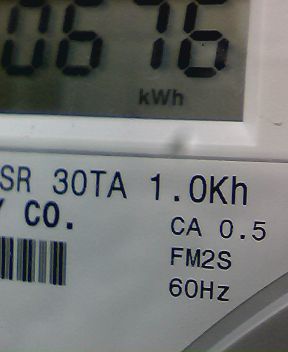 0676
kWh
SR 30TA 1.0Kh
Y CO.
CA 0.5
FM2S
60Hz